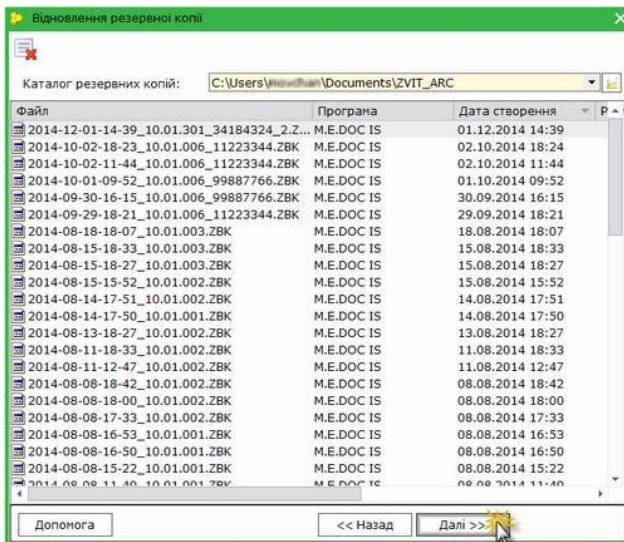 Відновлення резервної копії
Каталог резервних копій: C:\Users\ \Documents\ZVIT_ARC
Файл Програма Дата створення Р
2014-12-01-14-39_10.01.301_34184324_2.Z... M.E.DOC IS 01.12.2014 14:39
2014-10-02-18-23_10.01.006_11223344.ZBK M.E.DOC IS 02.10.2014 18:24
2014-10-02-11-44_10.01.006_11223344.ZBK M.E.DOC IS 02.10.2014 11:44
2014-10-01-09-52_10.01.006_99887766.ZBK M.E.DOC IS 01.10.2014 09:52
2014-09-30-16-15_10.01.006_99887766.ZBK M.E.DOC IS 30.09.2014 16:15
2014-09-29-18-21_10.01.006_11223344.ZBK M.E.DOC IS 29.09.2014 18:21
2014-08-18-18-07_10.01.003.ZBK M.E.DOC IS 18.08.2014 18:07
2014-08-15-18-33_10.01.003.ZBK M.E.DOC IS 15.08.2014 18:33
2014-08-15-18-27_10.01.003.ZBK M.E.DOC IS 15.08.2014 18:27
2014-08-15-15-52_10.01.002.ZBK M.E.DOC IS 15.08.2014 15:52
2014-08-14-17-51_10.01.002.ZBK M.E.DOC IS 14.08.2014 17:51
2014-08-14-17-50_10.01.001.ZBK M.E.DOC IS 14.08.2014 17:50
2014-08-13-18-27_10.01.002.ZBK M.E.DOC IS 13.08.2014 18:27
2014-08-11-18-33_10.01.002.ZBK M.E.DOC IS 11.08.2014 18:33
2014-08-11-12-47_10.01.002.ZBK M.E.DOC IS 11.08.2014 12:47
2014-08-08-18-42_10.01.002.ZBK M.E.DOC IS 08.08.2014 18:42
2014-08-08-18-00_10.01.002.ZBK M.E.DOC IS 08.08.2014 18:00
2014-08-08-17-33_10.01.002.ZBK M.E.DOC IS 08.08.2014 17:33
2014-08-08-16-53_10.01.001.ZBK M.E.DOC IS 08.08.2014 16:53
2014-08-08-16-50_10.01.001.ZBK M.E.DOC IS 08.08.2014 16:50
2014-08-08-15-22_10.01.001.ZBK M.E.DOC IS 08.08.2014 15:22
2014-08-08-11-49_10.01.001.ZBK M.E.DOC IS 08.08.2014 11:49
Допомога << Назад Далі >>